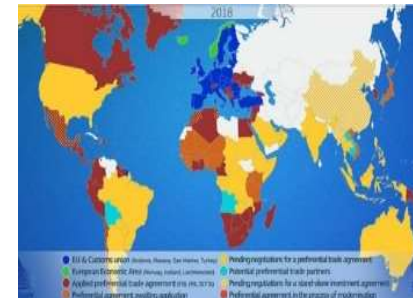 2018
EU & Customs union (Andorra, Monaco, San Marino, Turkey)
European Economic Area (Norway, Iceland, Liechtenstein)
Applied preferential trade agreement
Preferential agreement awaiting application
Pending negotiations for a preferential trade agreement
Potential preferential trade partners
Pending negotiations for a stand-alone investment agreement
Preferential agreement in the process of modernisation